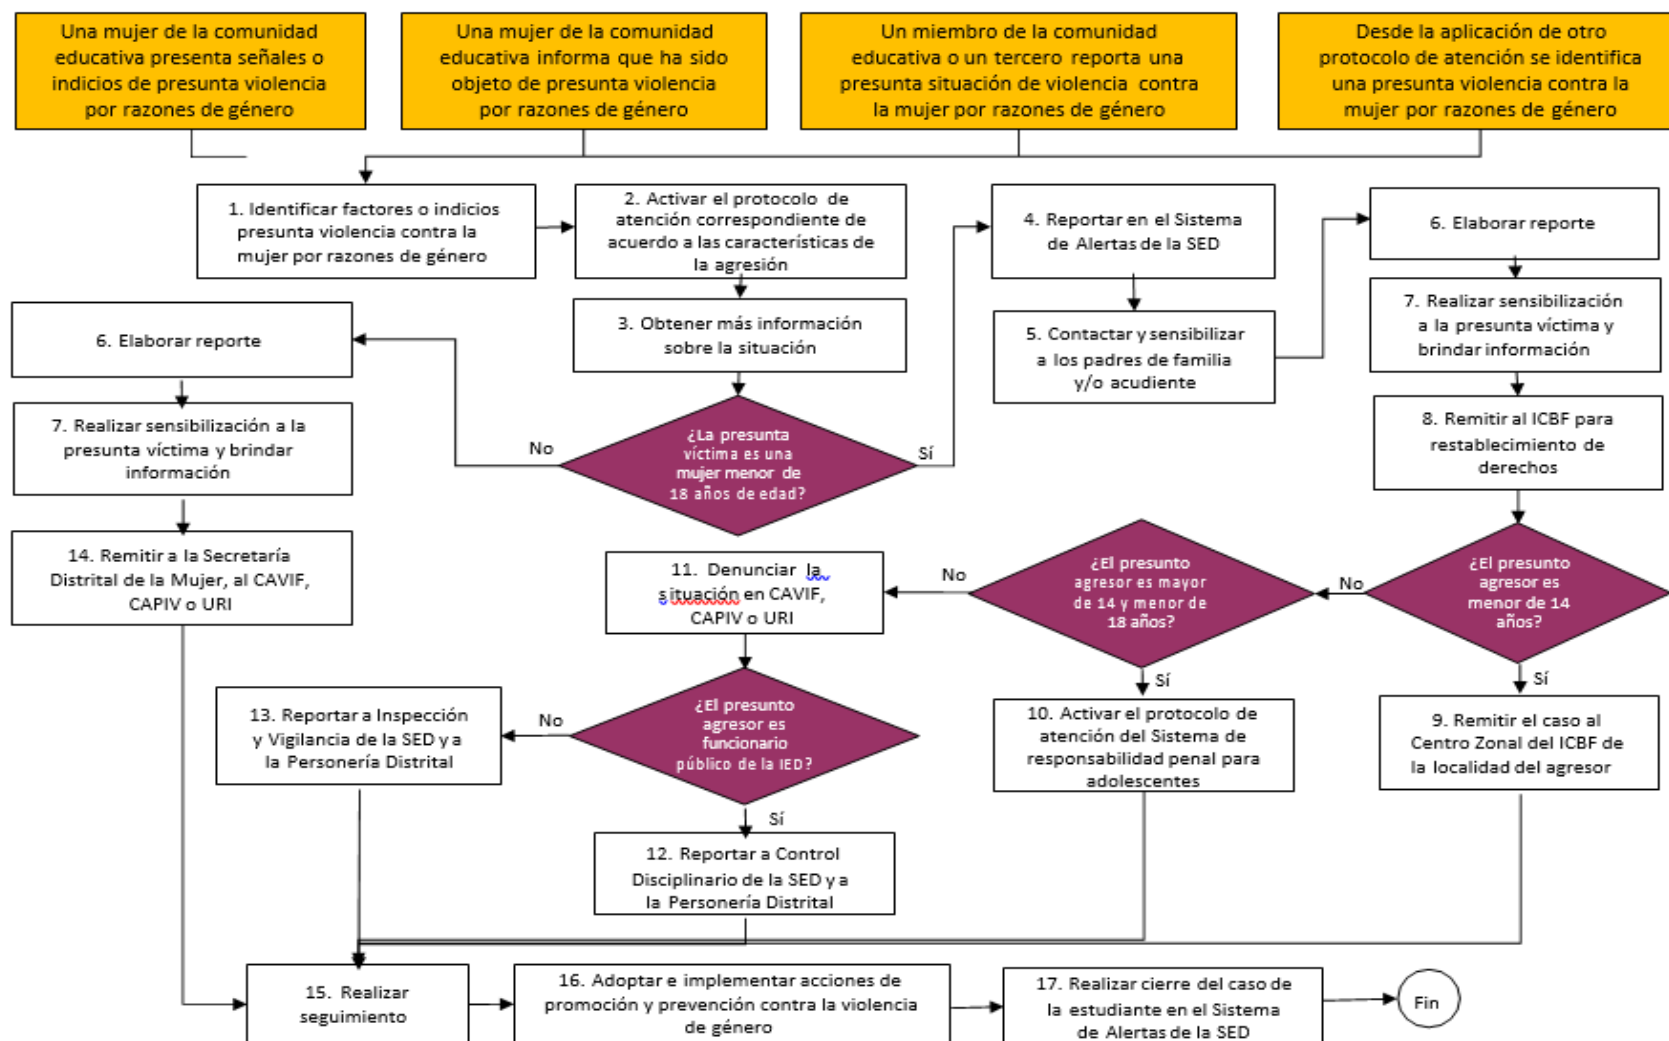 Una mujer de la comunidad
educativa presenta señales o
indicios de presunta violencia
por razones de género
Una mujer de la comunidad
educativa informa que ha sido
objeto de presunta violencia
por razones de género
Un miembro de la comunidad
educativa o un tercero reporta una
presunta situación de violencia contra
la mujer por razones de género
Desde la aplicación de otro
protocolo de atención se identifica
una presunta violencia contra la
mujer por razones de género
1. Identificar factores o indicios
presunta violencia contra la
mujer por razones de género
2. Activar el protocolo de
atención correspondiente de
acuerdo a las características de
la agresión
4. Reportar en el Sistema
de Alertas de la SED
6. Elaborar reporte
6. Elaborar reporte
3. Obtener más información
sobre la situación
5. Contactar y sensibilizar
a los padres de familia
y/o acudiente
7. Realizar sensibilización
a la presunta víctima y
brindar información
7. Realizar sensibilización a la
presunta víctima y brindar
información
No
¿La presunta
víctima es una
mujer menor de
18 años de edad?
Sí
8. Remitir al ICBF para
restablecimiento de
derechos
14. Remitir a la Secretaría
Distrital de la Mujer, al CAVIF,
CAPIV o URI
11. Denunciar la
situación en CAVIF,
CAPIV o URI
No
¿El presunto
agresor es mayor
de 14 y menor de
18 años?
No
¿El presunto
agresor es
menor de 14
años?
Sí
Sí
13. Reportar a Inspección
y Vigilancia de la SED y a
la Personería Distrital
No
¿El presunto
agresor es
funcionario
público de la IED?
Sí
10. Activar el protocolo de
atención del Sistema de
responsabilidad penal para
adolescentes
9. Remitir el caso al
Centro Zonal del ICBF de
la localidad del agresor
12. Reportar a Control
Disciplinario de la SED y a
la Personería Distrital
15. Realizar
seguimiento
16. Adoptar e implementar acciones de
promoción y prevención contra la violencia
de género
17. Realizar cierre del caso de
la estudiante en el Sistema
de Alertas de la SED
Fin